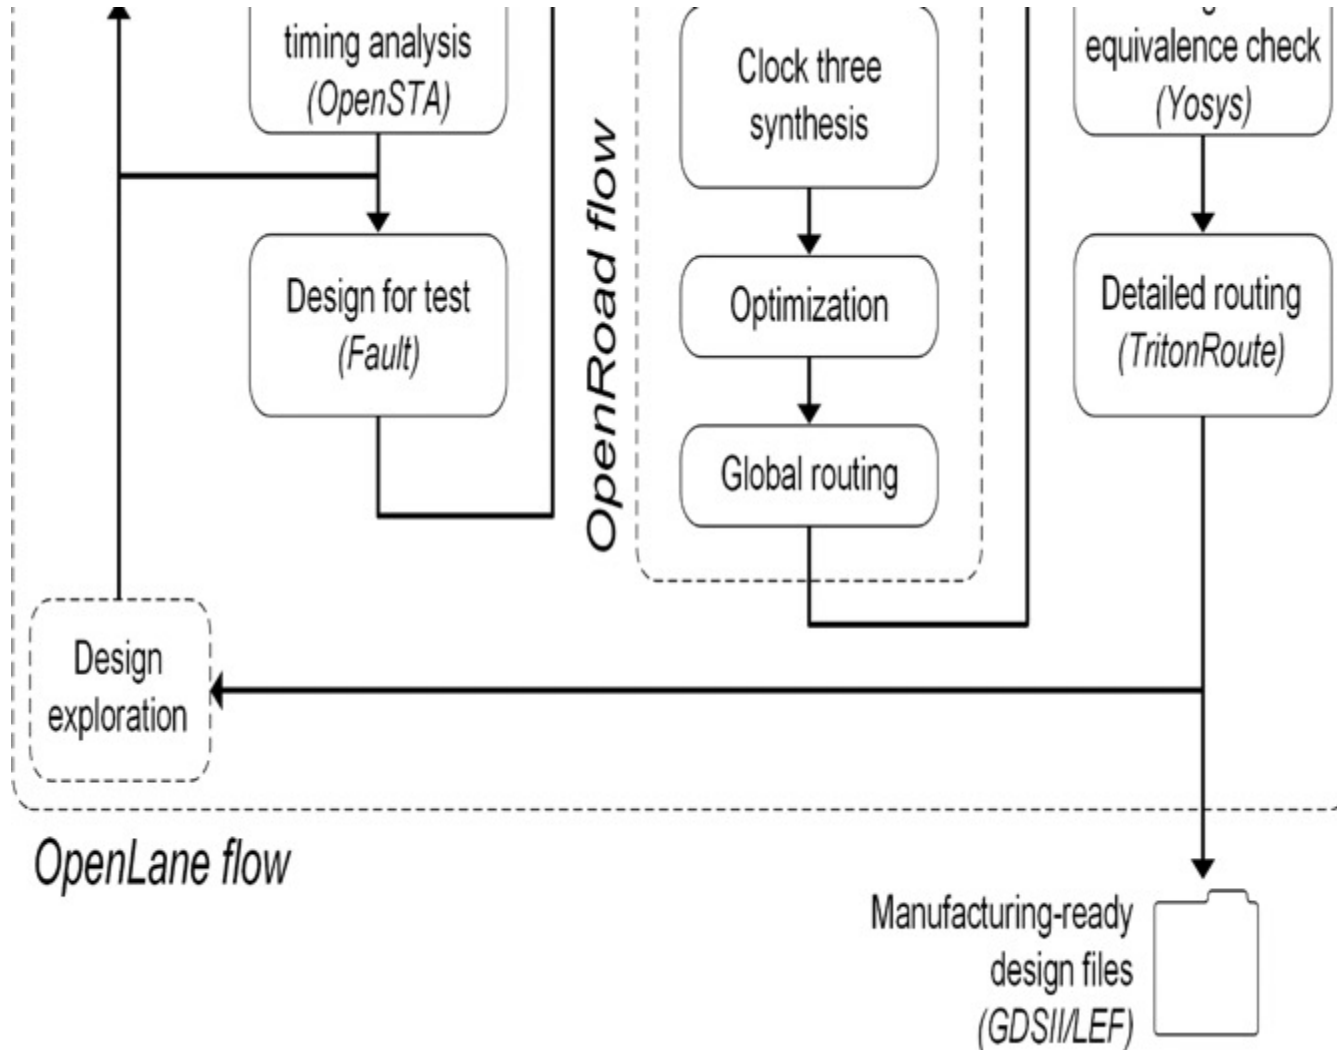 timing analysis
(OpenSTA)
Design for test
(Fault)
OpenRoad flow
Clock three
synthesis
Optimization
Global routing
equivalence check
(Yosys)
Detailed routing
(TritonRoute)
Design
exploration
OpenLane flow
Manufacturing-ready
design files
(GDSII/LEF)